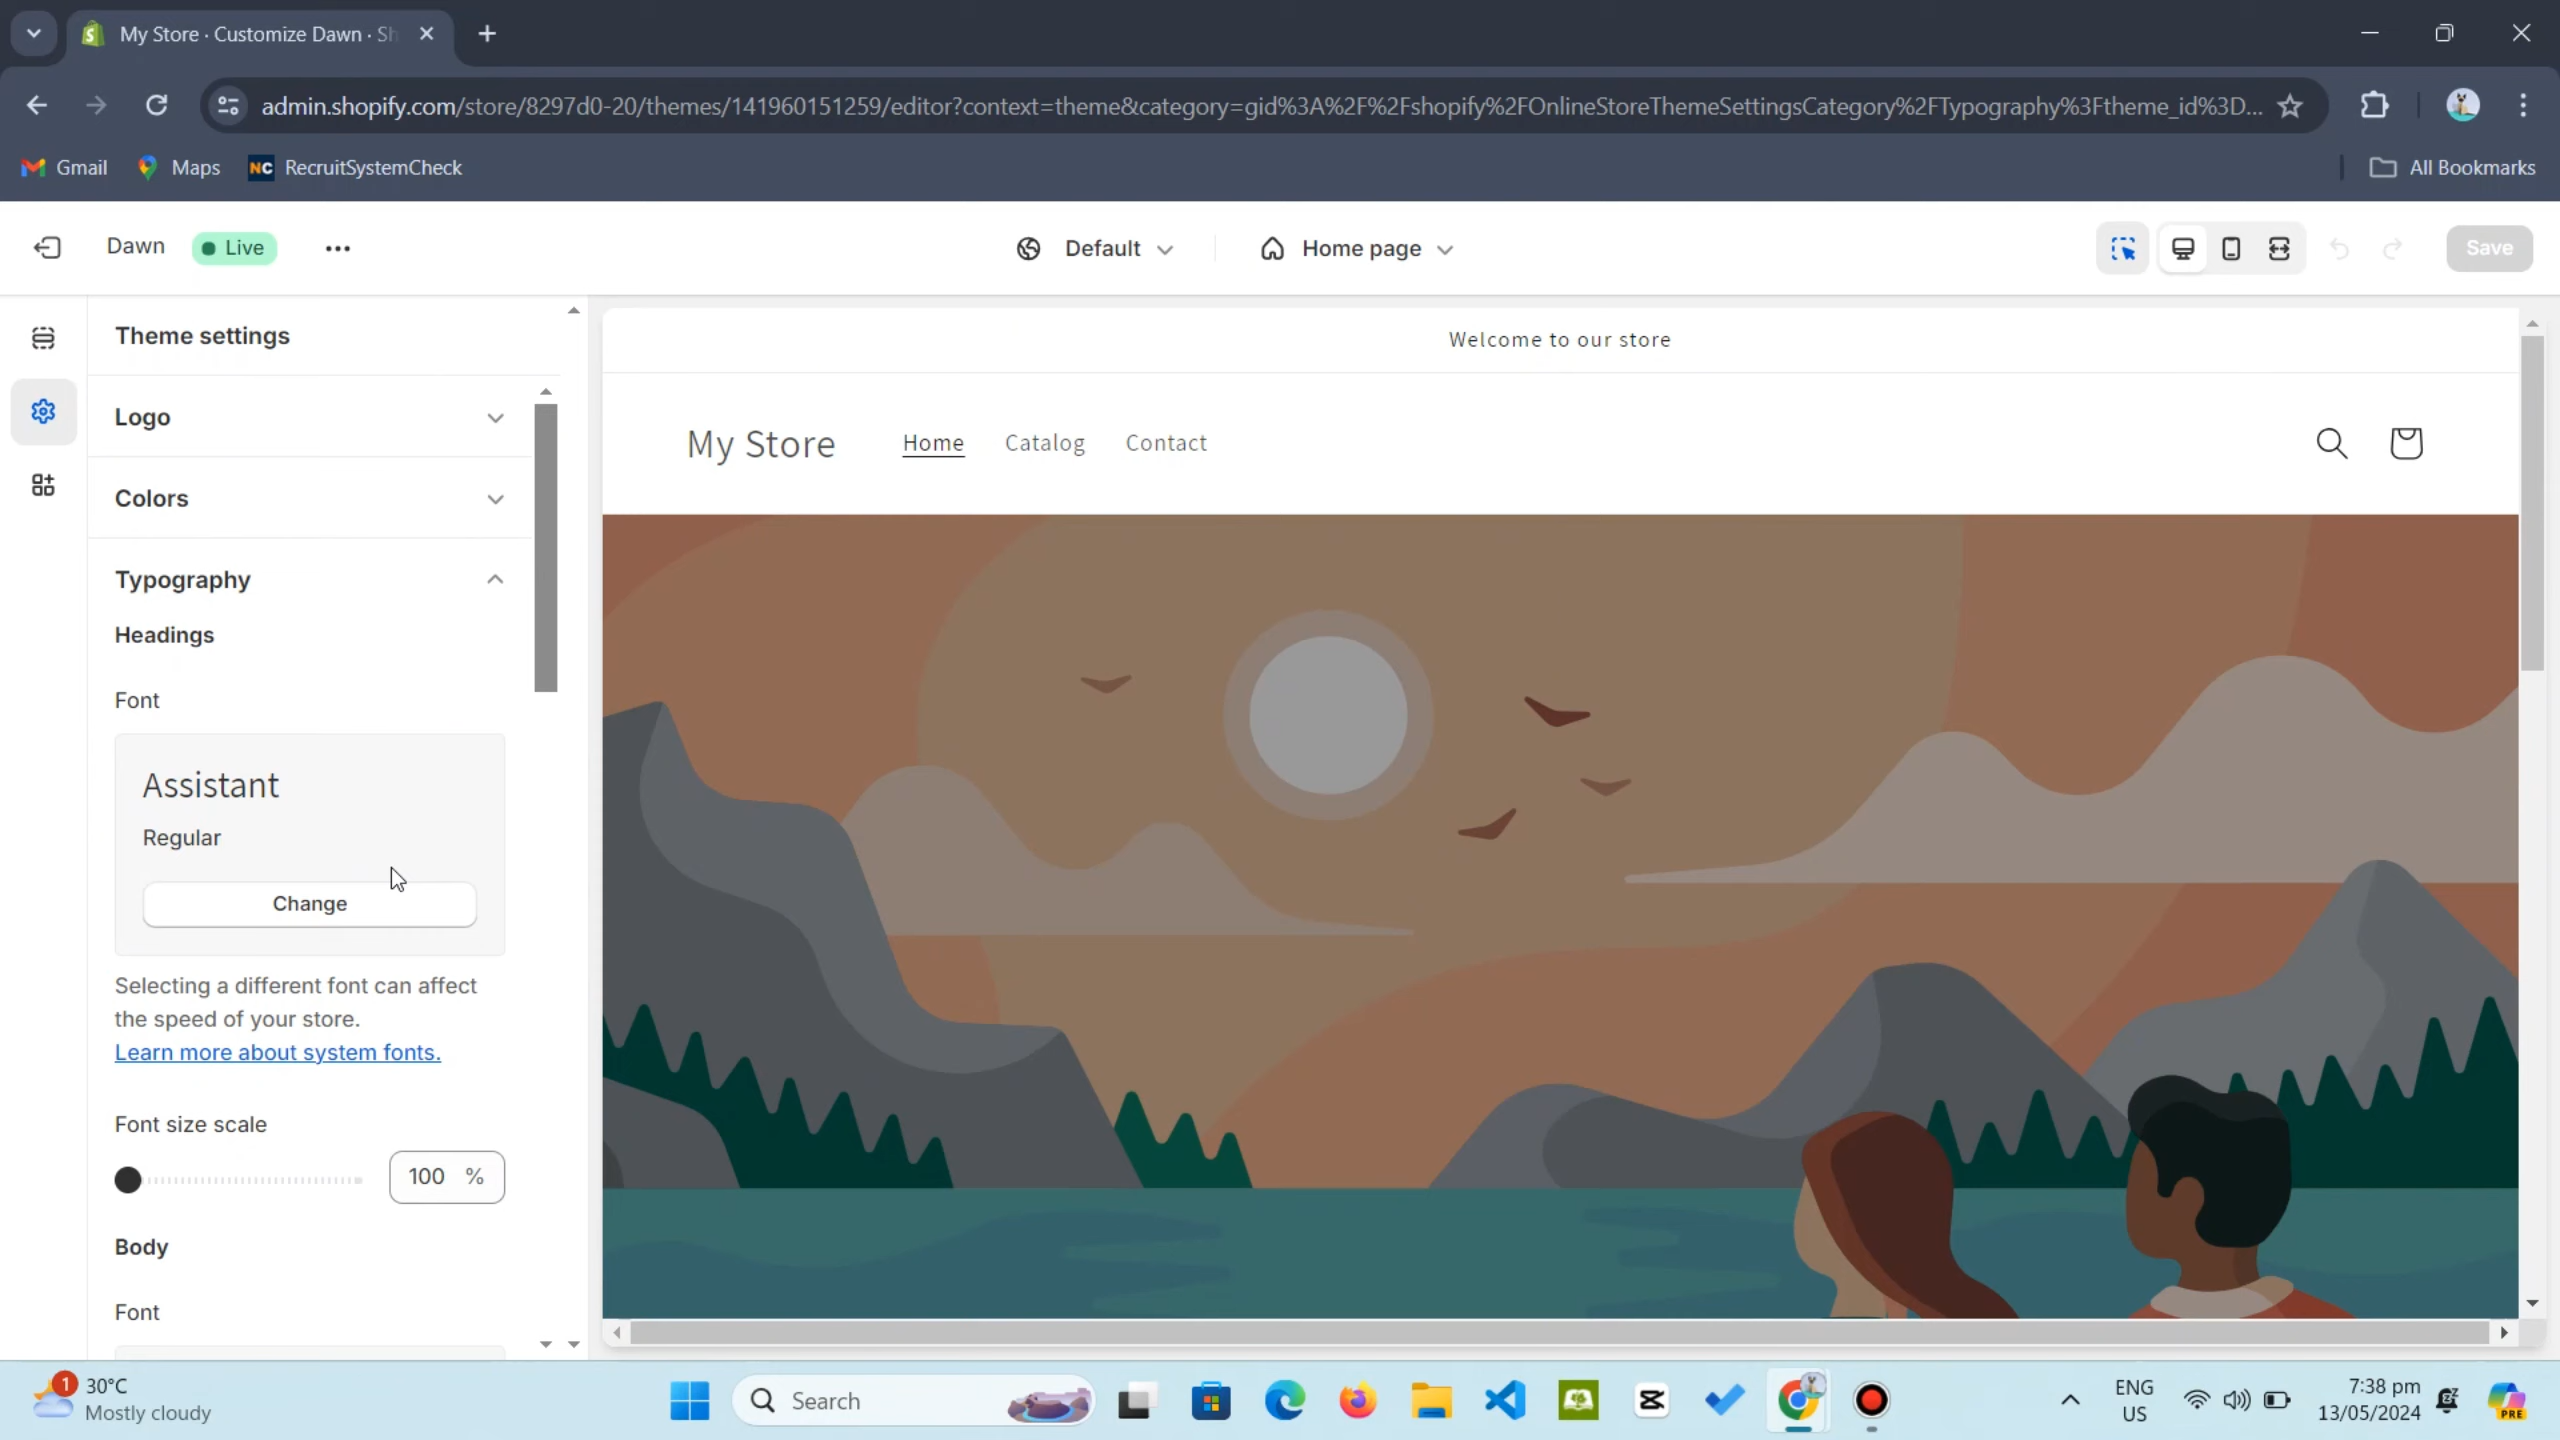 My Store · Customize Dawn · Sh
admin.shopify.com/store/8297d0-20/themes/141960151259/editor?context=theme&category=gid%3A%2F%2Fshopify%2FOnlineStoreThemeSettingsCategory%2FTypography%3Ftheme_id%3D...
Gmail
Maps
NC RecruitSystemCheck
All Bookmarks
Dawn
Live
Default
Home page
Save
Theme settings
Logo
Colors
Typography
Headings
Font
Assistant
Regular
Change
Selecting a different font can affect
the speed of your store.
Learn more about system fonts.
Font size scale
100 %
Body
Font
Welcome to our store
My Store
Home
Catalog
Contact
1
30°C
Mostly cloudy
Search
ENG
US
7:38 pm
13/05/2024
PRE